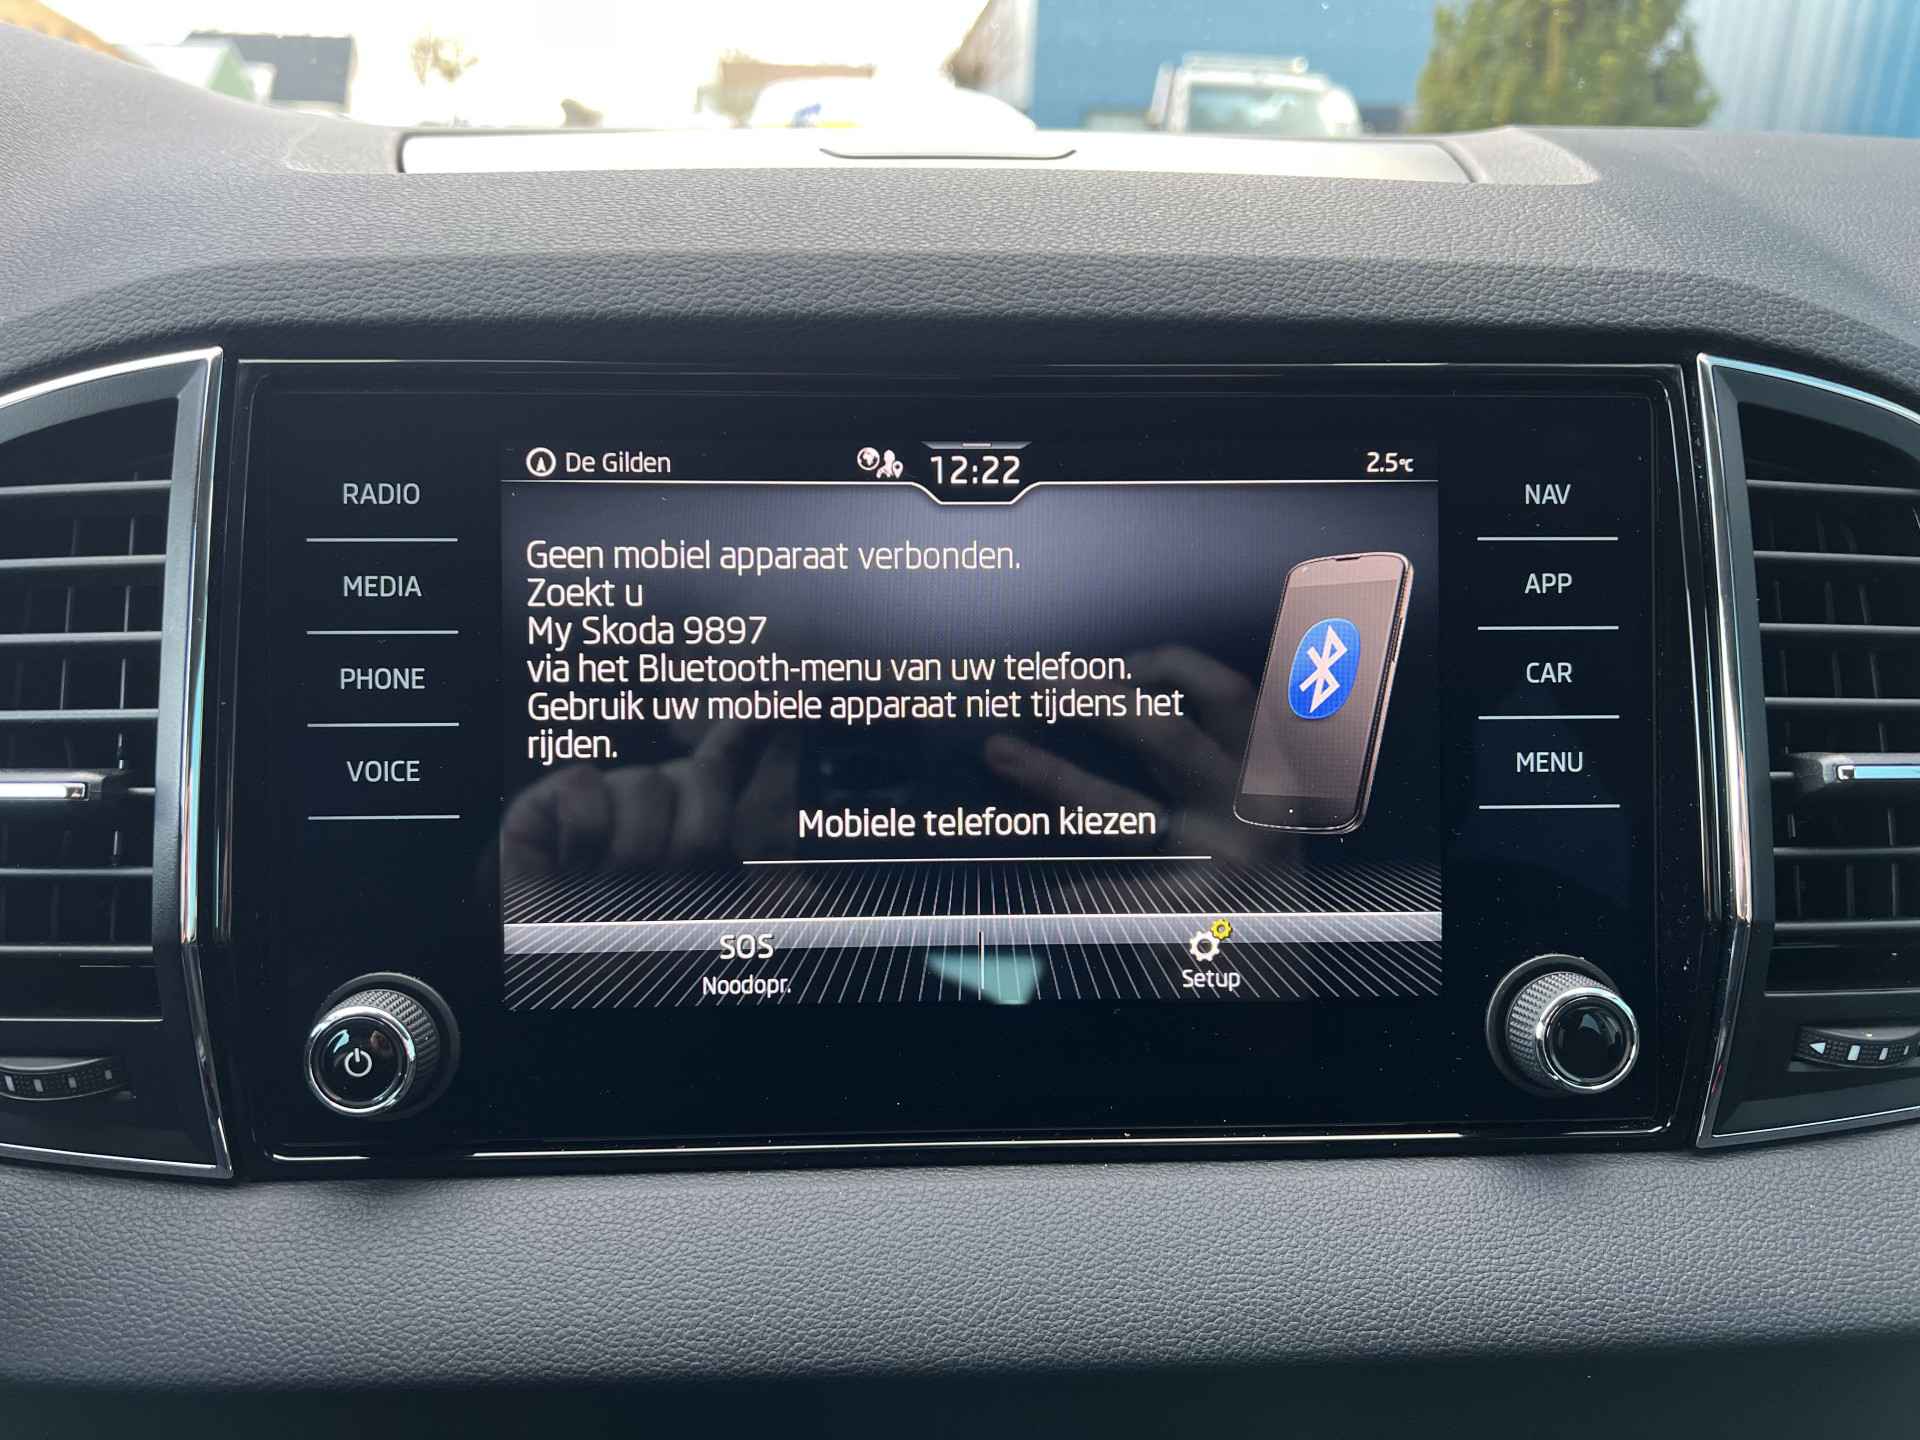 De Gilden
12:22
2.5°C
RADIO
MEDIA
PHONE
VOICE
Geen mobiel apparaat verbonden.
Zoekt u
My Skoda 9897
via het Bluetooth-menu van uw telefoon.
Gebruik uw mobiele apparaat niet tijdens het
rijden.
Mobiele telefoon kiezen
SOS
Noodopr.
Setup
NAV
APP
CAR
MENU